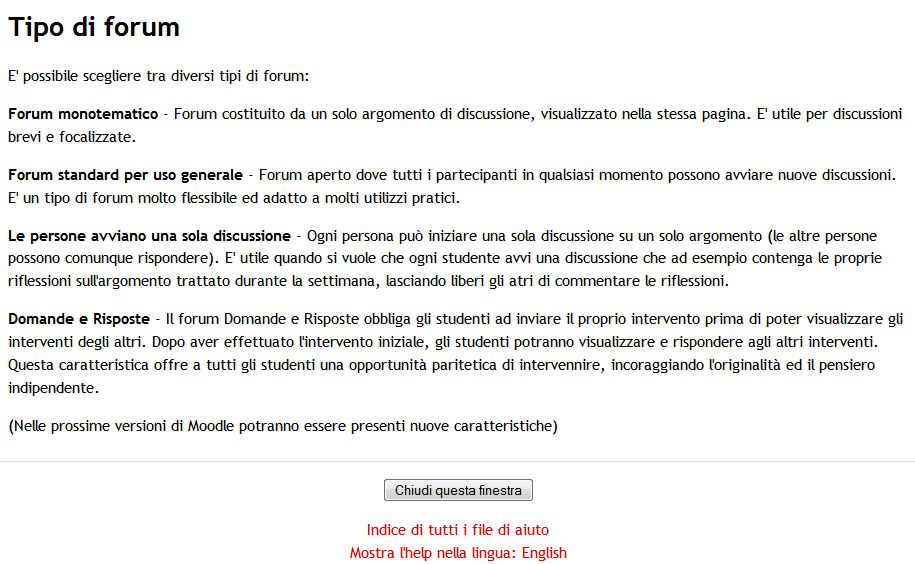 Tipo di forum
E' possibile scegliere tra diversi tipi di forum:
Forum monotematico - Forum costituito da un solo argomento di discussione, visualizzato nella stessa pagina. E' utile per discussioni
brevi e focalizzate.
Forum standard per uso generale - Forum aperto dove tutti i partecipanti in qualsiasi momento possono avviare nuove discussioni.
E' un tipo di forum molto flessibile ed adatto a molti utilizzi pratici.
Le persone avviano una sola discussione - Ogni persona può iniziare una sola discussione su un solo argomento (le altre persone
possono comunque rispondere). E' utile quando si vuole che ogni studente avvi una discussione che ad esempio contenga le proprie
riflessioni sull'argomento trattato durante la settimana, lasciando liberi gli atri di commentare le riflessioni.
Domande e Risposte - Il forum Domande e Risposte obbliga gli studenti ad inviare il proprio intervento prima di poter visualizzare gli
interventi degli altri. Dopo aver effettuato l'intervento iniziale, gli studenti potranno visualizzare e rispondere agli altri interventi.
Questa caratteristica offre a tutti gli studenti una opportunità paritetica di intervennire, incoraggiando l'originalità ed il pensiero
indipendente.
(Nelle prossime versioni di Moodle potranno essere presenti nuove caratteristiche)
Chiudi questa finestra
Indice di tutti i file di aiuto
Mostra l'help nella lingua: English